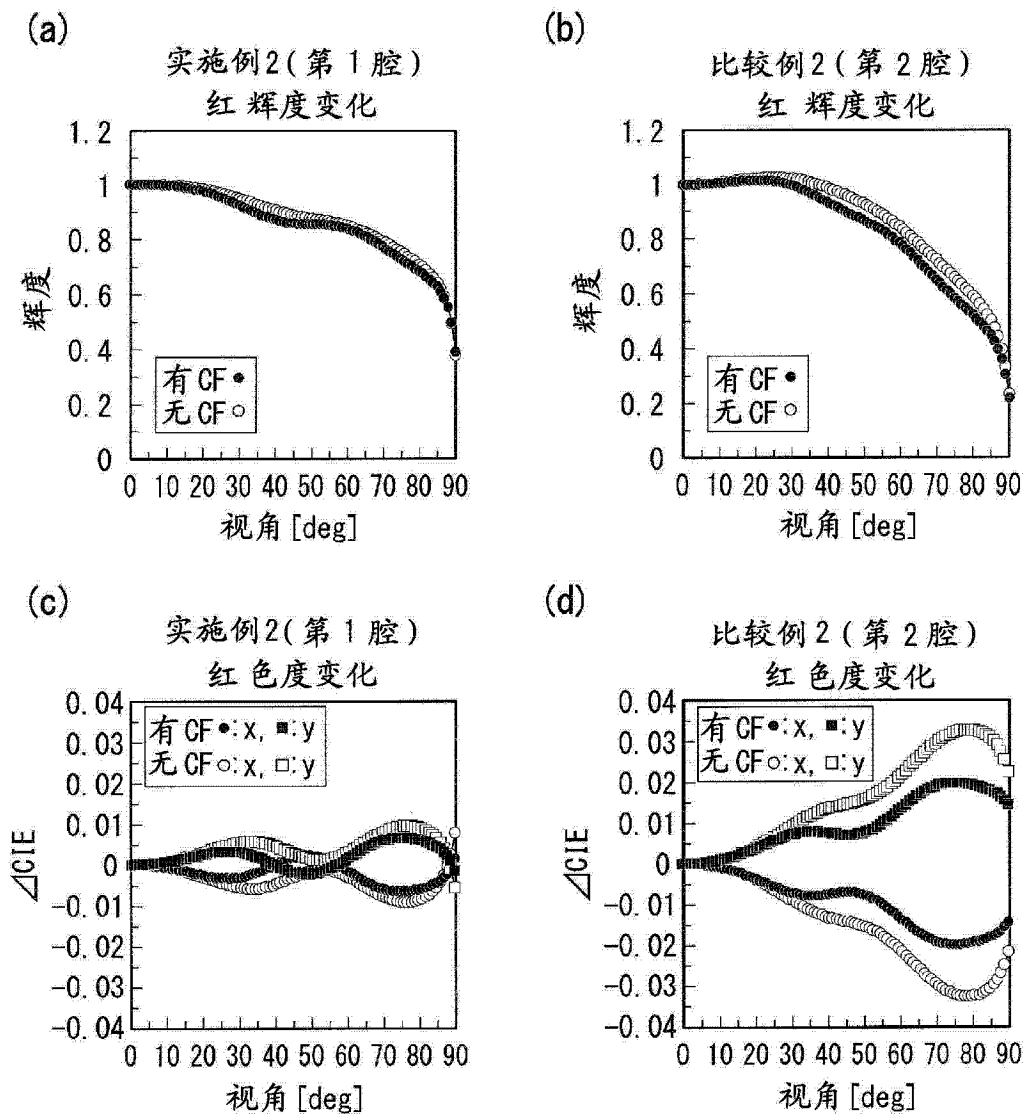 (a)
实施例2(第1腔)
红 辉度变化
1.2
1
0.8
0.6
0.4
0.2
0
辉度
有CF●
无CF○
0 10 20 30 40 50 60 70 80 90
视角[deg]
(b)
比较例2(第2腔)
红 辉度变化
1.2
1
0.8
0.6
0.4
0.2
0
辉度
有CF●
无CF○
0 10 20 30 40 50 60 70 80 90
视角[deg]
(c)
实施例2(第1腔)
红 色度变化
0.04
0.03
0.02
0.01
0
-0.01
-0.02
-0.03
-0.04
⊿CIE
有CF●:x, ■:y
无CF○:x, □:y
0 10 20 30 40 50 60 70 80 90
视角[deg]
(d)
比较例2(第2腔)
红 色度变化
0.04
0.03
0.02
0.01
0
-0.01
-0.02
-0.03
-0.04
⊿CIE
有CF●:x, ■:y
无CF○:x, □:y
0 10 20 30 40 50 60 70 80 90
视角[deg]